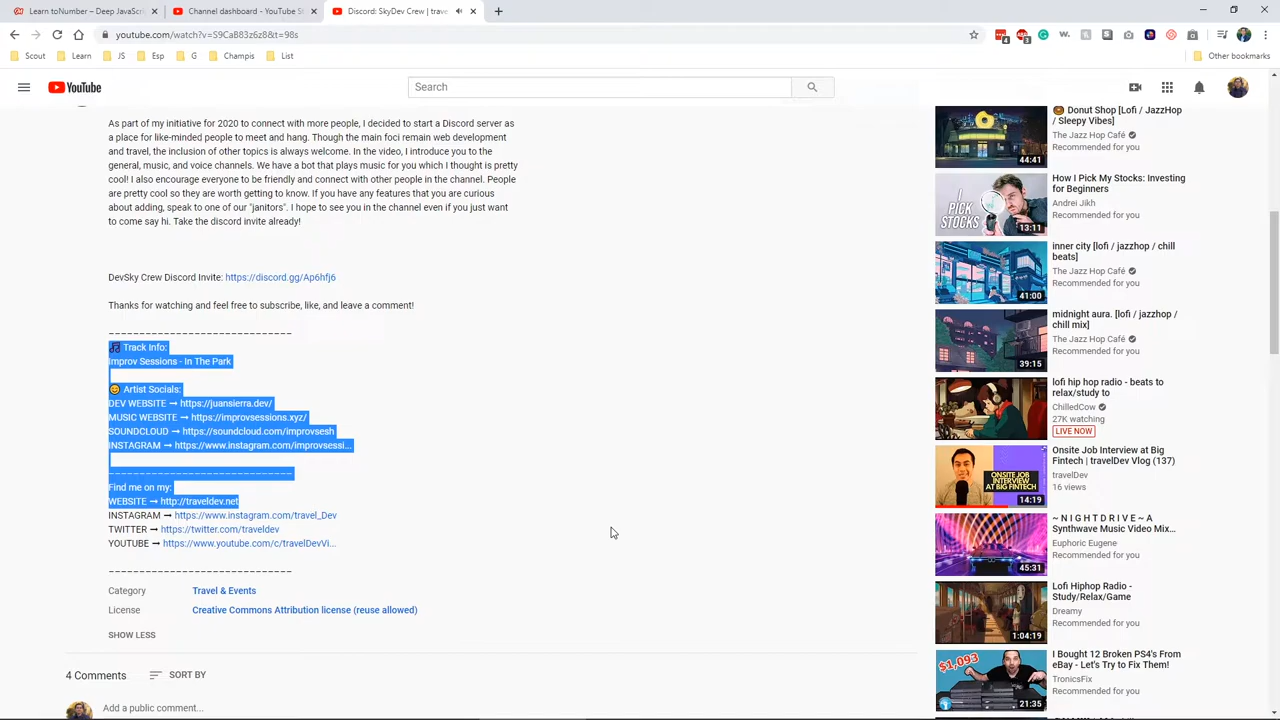 Learn toNumber – Deep JavaScr
Channel dashboard - YouTube St
Discord: SkyDev Crew | trave
youtube.com/watch?v=S9CaB83z6z8&t=98s
Scout
Learn
JS
Esp
G
Champis
List
Other bookmarks
YouTube
Search
As part of my initiative for 2020 to connect with more people, I decided to start a Discord server as
a place for like-minded people to meet and hang. Though the main foci remain web development
and travel, the inclusion of other topics is always welcome. In the video, I introduce you to the
general, music, and voice channels. We have a bot that plays music for you which I thought is pretty
cool! I also encourage everyone to be friendly and connect with other people in the channel. People
are pretty cool so they are worth getting to know. If you have any features that you are curious
about adding, speak to one of our "janitors". I hope to see you in the channel even if you just want
to come say hi. Take the discord invite already!
DevSky Crew Discord Invite: https://discord.gg/Ap6hfj6
Thanks for watching and feel free to subscribe, like, and leave a comment!
–––––––––––––––––––––––––––––
🎵 Track Info:
Improv Sessions - In The Park
😊 Artist Socials:
DEV WEBSITE → https://juansierra.dev/
MUSIC WEBSITE → https://improvsessions.xyz/
SOUNDCLOUD → https://soundcloud.com/improvsesh
INSTAGRAM → https://www.instagram.com/improvsessi...
–––––––––––––––––––––––––––––
Find me on my:
WEBSITE → http://traveldev.net
INSTAGRAM → https://www.instagram.com/travel_Dev
TWITTER → https://twitter.com/traveldev
YOUTUBE → https://www.youtube.com/c/travelDevVi...
–––––––––––––––––––––––––––––
Category
Travel & Events
License
Creative Commons Attribution license (reuse allowed)
SHOW LESS
4 Comments
SORT BY
Add a public comment...
🍩 Donut Shop [Lofi / JazzHop
/ Sleepy Vibes]
The Jazz Hop Café
Recommended for you
44:41
How I Pick My Stocks: Investing
for Beginners
Andrei Jikh
Recommended for you
I
PICK
STOCKS
13:11
inner city [lofi / jazzhop / chill
beats]
The Jazz Hop Café
Recommended for you
41:00
midnight aura. [lofi / jazzhop /
chill mix]
The Jazz Hop Café
Recommended for you
39:15
lofi hip hop radio - beats to
relax/study to
ChilledCow
27K watching
LIVE NOW
Onsite Job Interview at Big
Fintech | travelDev Vlog (137)
travelDev
16 views
ONSITE JOB
INTERVIEW
AT BIG FINTECH
14:19
~ N I G H T D R I V E ~ A
Synthwave Music Video Mix...
Euphoric Eugene
Recommended for you
45:31
Lofi Hiphop Radio -
Study/Relax/Game
Dreamy
Recommended for you
1:04:19
I Bought 12 Broken PS4's From
eBay - Let's Try to Fix Them!
TronicsFix
Recommended for you
$1,093
21:35